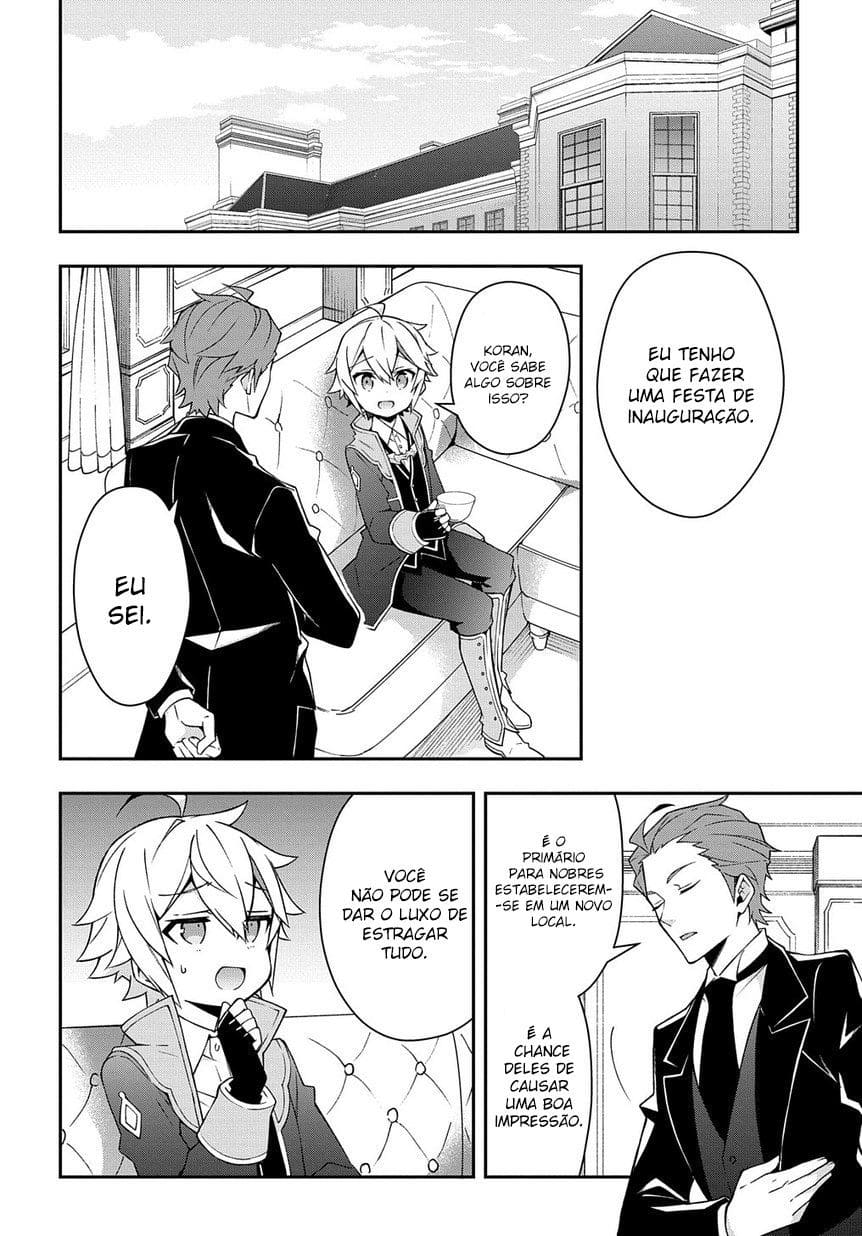 EU TENHO
QUE FAZER
UMA FESTA DE
INAUGURAÇÃO.
KORAN,
VOCÊ SABE
ALGO SOBRE
ISSO?
EU
SEI.
É O
PRIMÁRIO
PARA NOBRES
ESTABELECEREM-
-SE EM UM NOVO
LOCAL.
É A
CHANCE
DELES DE
CAUSAR
UMA BOA
IMPRESSÃO.
VOCÊ
NÃO PODE SE
DAR O LUXO DE
ESTRAGAR
TUDO.